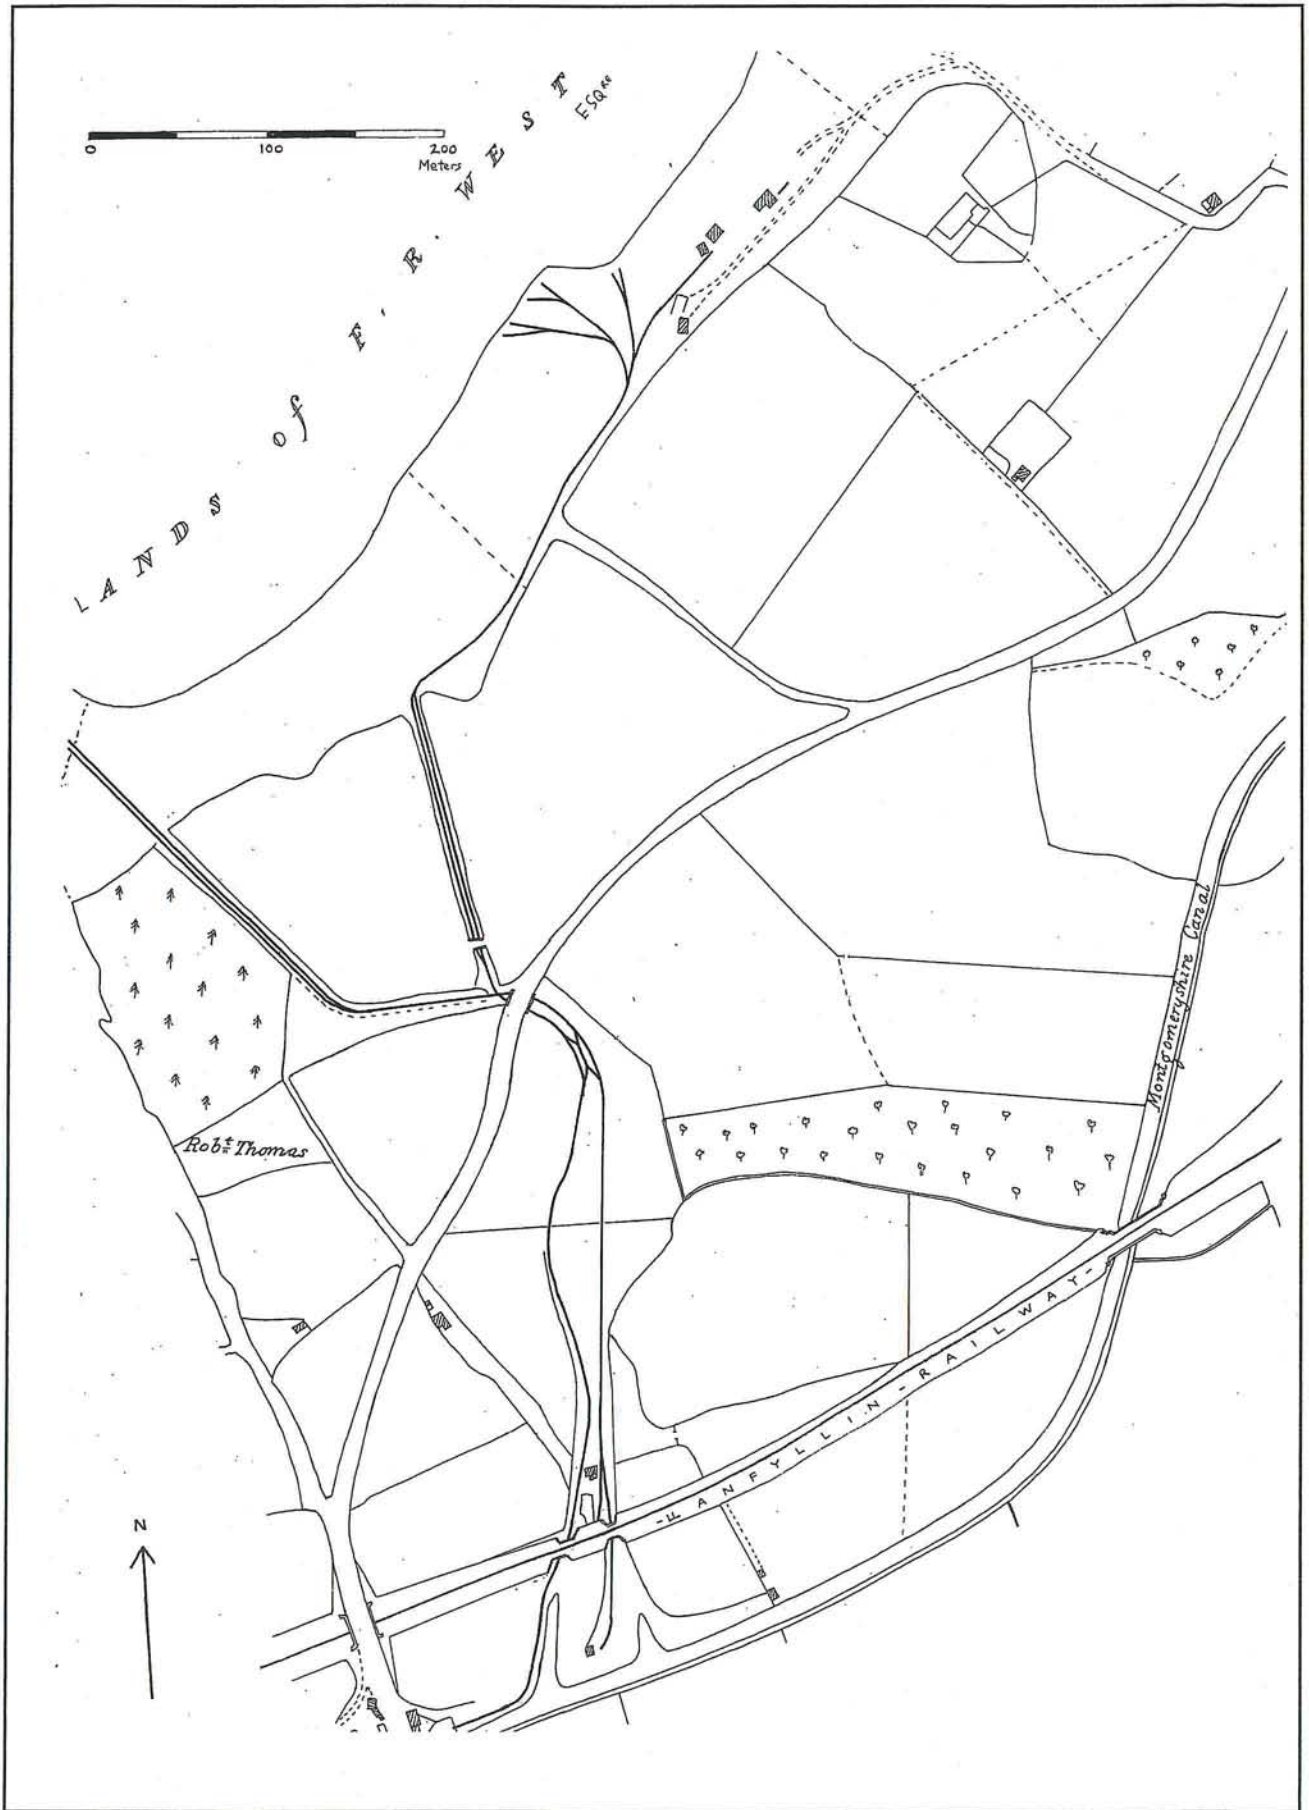 0 100 200
Meters
LANDS of F. R. WEST ESQRE
Montgomeryshire Canal
Robt Thomas
-LLANFYLLIN-RAILWAY-
N